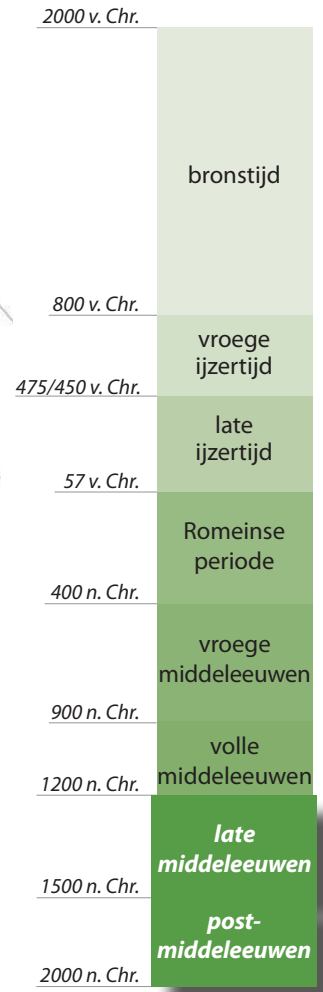 2000 v. Chr.
bronstijd
800 v. Chr.
vroege
ijzertijd
475/450 v. Chr.
late
ijzertijd
57 v. Chr.
Romeinse
periode
400 n. Chr.
vroege
middeleeuwen
900 n. Chr.
volle
middeleeuwen
1200 n. Chr.
late
middeleeuwen
1500 n. Chr.
post-
middeleeuwen
2000 n. Chr.